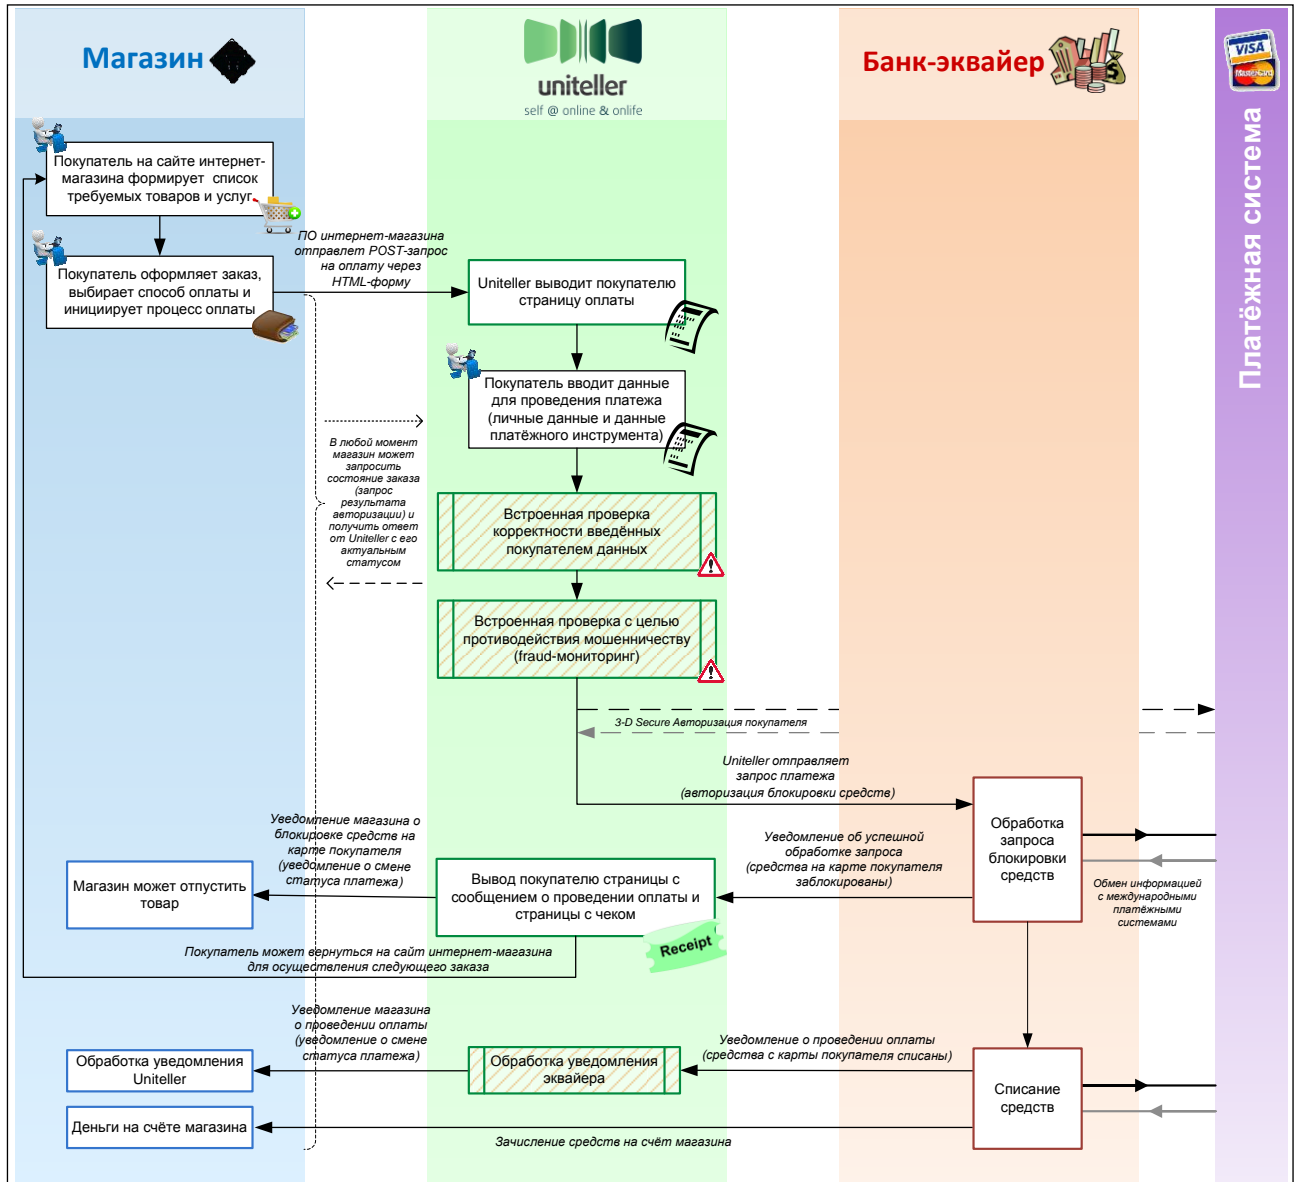 Магазин
uniteller
self @ online & onlife
Банк-эквайер
VISA
MasterCard
Платёжная система
Покупатель на сайте интернет-
магазина формирует список
требуемых товаров и услуг
ПО интернет-магазина
отправлет POST-запрос
на оплату через
HTML-форму
Покупатель оформляет заказ,
выбирает способ оплаты и
инициирует процесс оплаты
Uniteller выводит покупателю
страницу оплаты
Покупатель вводит данные
для проведения платежа
(личные данные и данные
платёжного инструмента)
В любой момент
магазин может
запросить
состояние заказа
(запрос
результата
авторизации) и
получить ответ
от Uniteller с его
актуальным
статусом
Встроенная проверка
корректности введённых
покупателем данных
Встроенная проверка с целью
противодействия мошенничеству
(fraud-мониторинг)
3-D Secure Авторизация покупателя
Uniteller отправляет
запрос платежа
(авторизация блокировки средств)
Обработка
запроса
блокировки
средств
Уведомление магазина о
блокировке средств на
карте покупателя
(уведомление о смене
статуса платежа)
Уведомление об успешной
обработке запроса
(средства на карте покупателя
заблокированы)
Магазин может отпустить
товар
Вывод покупателю страницы с
сообщением о проведении оплаты и
страницы с чеком
Receipt
Обмен информацией
с международными
платёжными
системами
Покупатель может вернуться на сайт интернет-магазина
для осуществления следующего заказа
Уведомление магазина
о проведении оплаты
(уведомление о смене
статуса платежа)
Уведомление о проведении оплаты
(средства с карты покупателя списаны)
Обработка уведомления
Uniteller
Обработка уведомления
эквайера
Списание
средств
Деньги на счёте магазина
Зачисление средств на счёт магазина